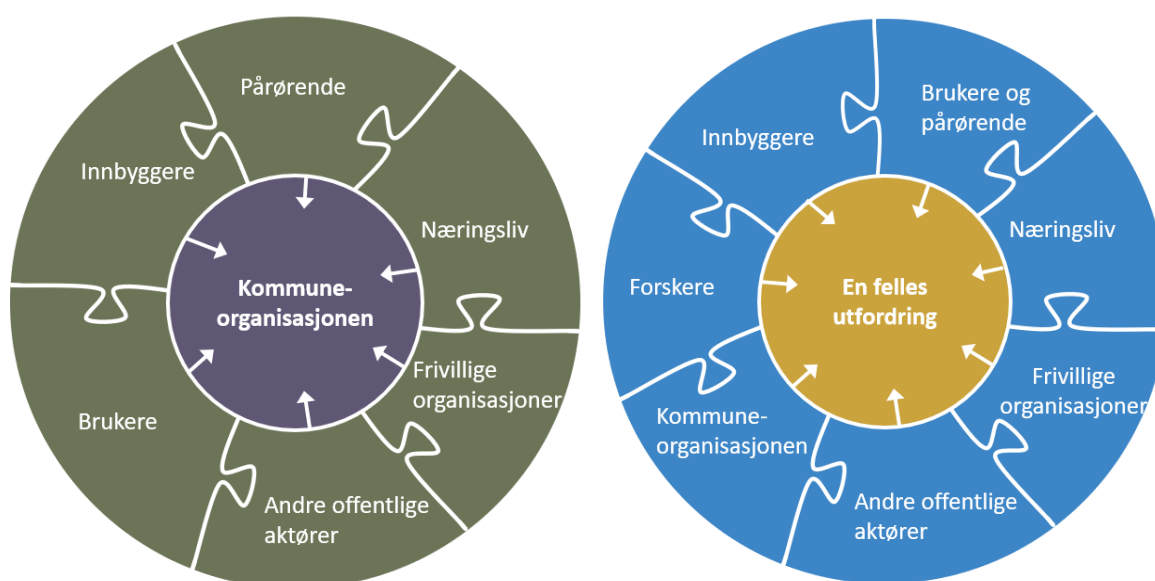 Pårørende
Innbyggere
Næringsliv
Kommune-
organisasjonen
Frivillige
organisasjoner
Brukere
Andre offentlige
aktører
Brukere og
pårørende
Innbyggere
Næringsliv
Forskere
En felles
utfordring
Frivillige
organisasjoner
Kommune-
organisasjonen
Andre offentlige
aktører